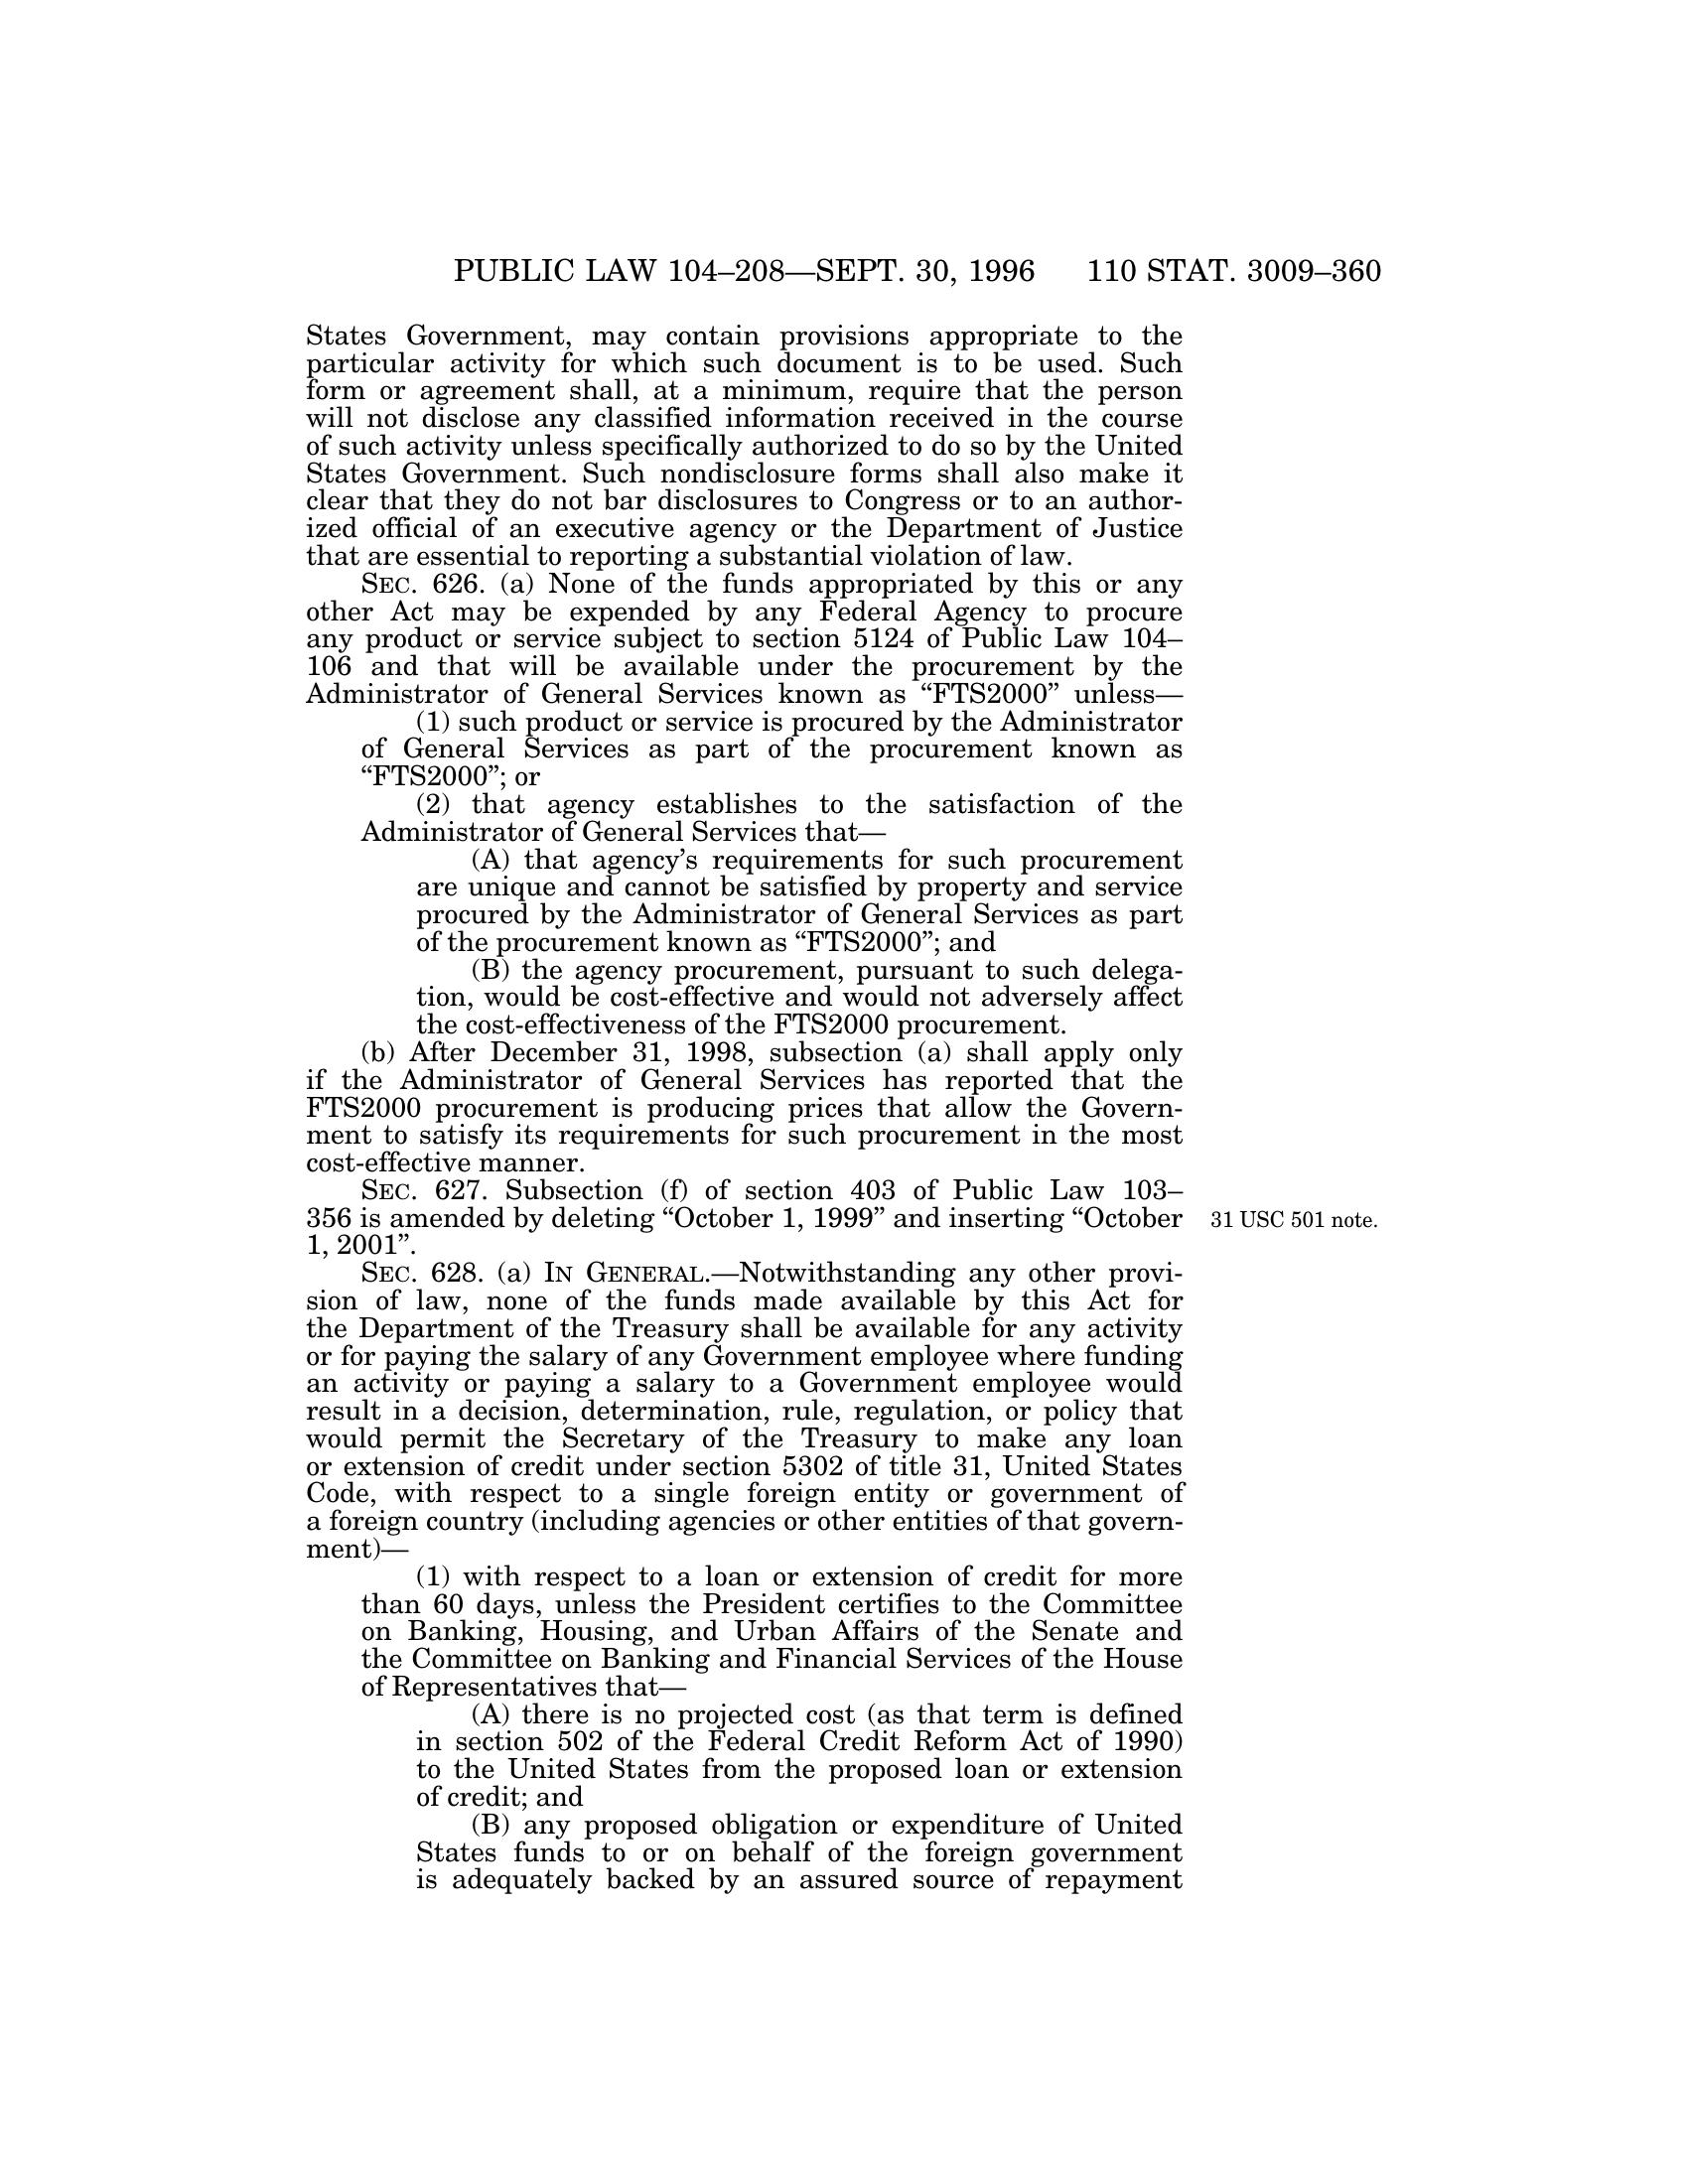 PUBLIC LAW 104–208—SEPT. 30, 1996 110 STAT. 3009–360
States Government, may contain provisions appropriate to the
particular activity for which such document is to be used. Such
form or agreement shall, at a minimum, require that the person
will not disclose any classified information received in the course
of such activity unless specifically authorized to do so by the United
States Government. Such nondisclosure forms shall also make it
clear that they do not bar disclosures to Congress or to an author-
ized official of an executive agency or the Department of Justice
that are essential to reporting a substantial violation of law.
SEC. 626. (a) None of the funds appropriated by this or any
other Act may be expended by any Federal Agency to procure
any product or service subject to section 5124 of Public Law 104–
106 and that will be available under the procurement by the
Administrator of General Services known as “FTS2000” unless—
(1) such product or service is procured by the Administrator
of General Services as part of the procurement known as
“FTS2000”; or
(2) that agency establishes to the satisfaction of the
Administrator of General Services that—
(A) that agency’s requirements for such procurement
are unique and cannot be satisfied by property and service
procured by the Administrator of General Services as part
of the procurement known as “FTS2000”; and
(B) the agency procurement, pursuant to such delega-
tion, would be cost-effective and would not adversely affect
the cost-effectiveness of the FTS2000 procurement.
(b) After December 31, 1998, subsection (a) shall apply only
if the Administrator of General Services has reported that the
FTS2000 procurement is producing prices that allow the Govern-
ment to satisfy its requirements for such procurement in the most
cost-effective manner.
SEC. 627. Subsection (f) of section 403 of Public Law 103–
356 is amended by deleting “October 1, 1999” and inserting “October
1, 2001”.
31 USC 501 note.
SEC. 628. (a) IN GENERAL.—Notwithstanding any other provi-
sion of law, none of the funds made available by this Act for
the Department of the Treasury shall be available for any activity
or for paying the salary of any Government employee where funding
an activity or paying a salary to a Government employee would
result in a decision, determination, rule, regulation, or policy that
would permit the Secretary of the Treasury to make any loan
or extension of credit under section 5302 of title 31, United States
Code, with respect to a single foreign entity or government of
a foreign country (including agencies or other entities of that govern-
ment)—
(1) with respect to a loan or extension of credit for more
than 60 days, unless the President certifies to the Committee
on Banking, Housing, and Urban Affairs of the Senate and
the Committee on Banking and Financial Services of the House
of Representatives that—
(A) there is no projected cost (as that term is defined
in section 502 of the Federal Credit Reform Act of 1990)
to the United States from the proposed loan or extension
of credit; and
(B) any proposed obligation or expenditure of United
States funds to or on behalf of the foreign government
is adequately backed by an assured source of repayment